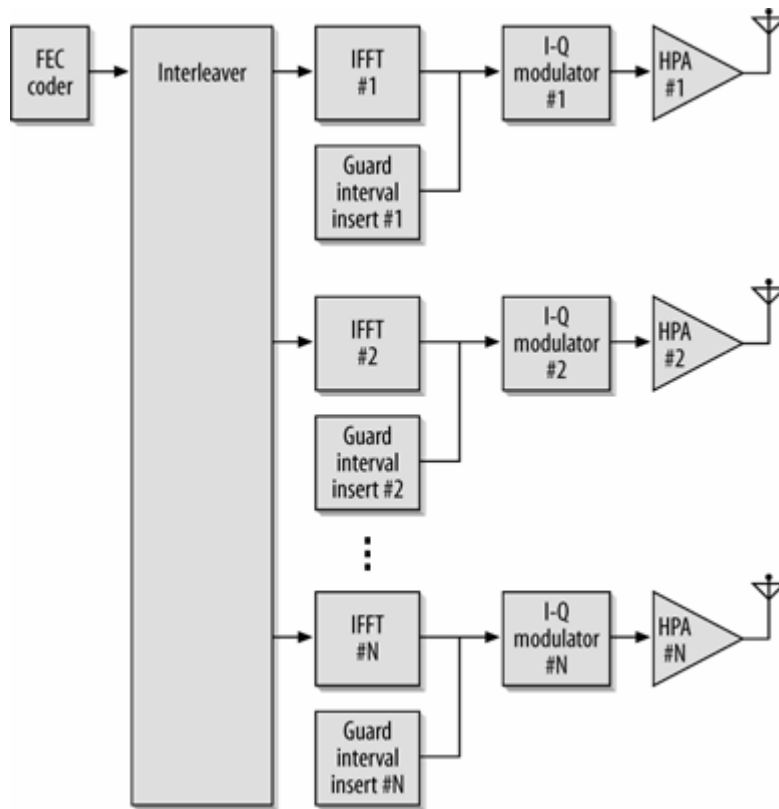 FEC
coder
Interleaver
IFFT
#1
Guard
interval
insert #1
I-Q
modulator
#1
HPA
#1
IFFT
#2
Guard
interval
insert #2
I-Q
modulator
#2
HPA
#2
IFFT
#N
Guard
interval
insert #N
I-Q
modulator
#N
HPA
#N